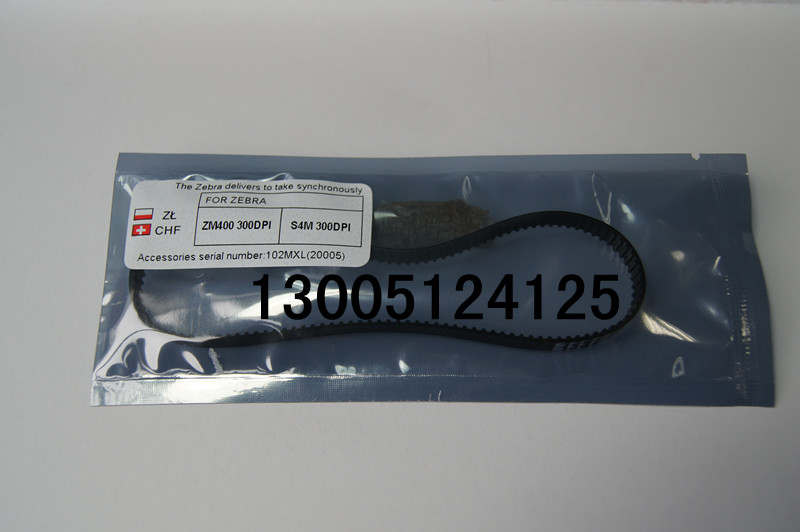 The Zebra delivers to take synchronously
FOR ZEBRA
ZŁ
CHF
ZM400 300DPI
S4M 300DPI
Accessories serial number:102MXL(20005)
13005124125